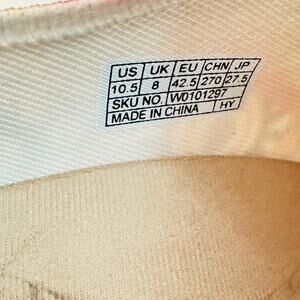 US UK EU CHN JP
10.5 8 42.5 270 27.5
SKU NO. W0101297
MADE IN CHINA HY